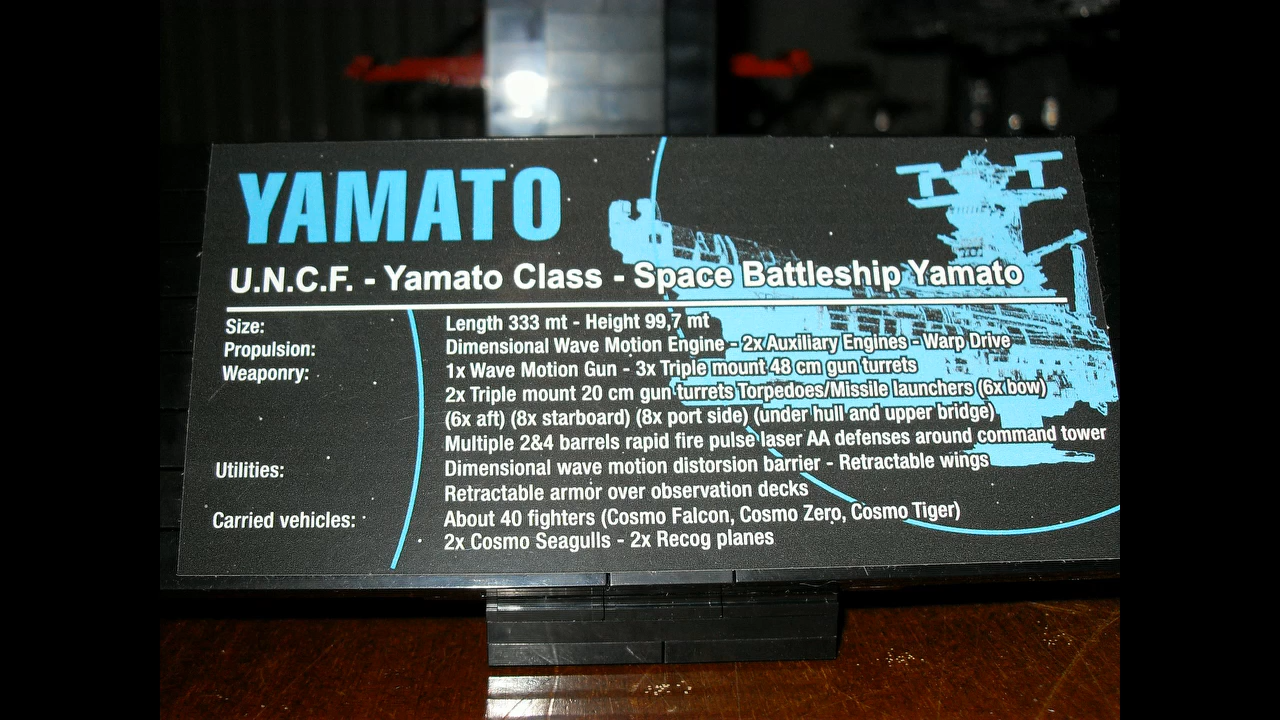 YAMATO
U.N.C.F. - Yamato Class - Space Battleship Yamato
Size: Length 333 mt - Height 99,7 mt
Propulsion: Dimensional Wave Motion Engine - 2x Auxiliary Engines - Warp Drive
Weaponry: 1x Wave Motion Gun - 3x Triple mount 48 cm gun turrets
2x Triple mount 20 cm gun turrets Torpedoes/Missile launchers (6x bow)
(6x aft) (8x starboard) (8x port side) (under hull and upper bridge)
Multiple 2&4 barrels rapid fire pulse laser AA defenses around command tower
Utilities: Dimensional wave motion distorsion barrier - Retractable wings
Retractable armor over observation decks
Carried vehicles: About 40 fighters (Cosmo Falcon, Cosmo Zero, Cosmo Tiger)
2x Cosmo Seagulls - 2x Recog planes